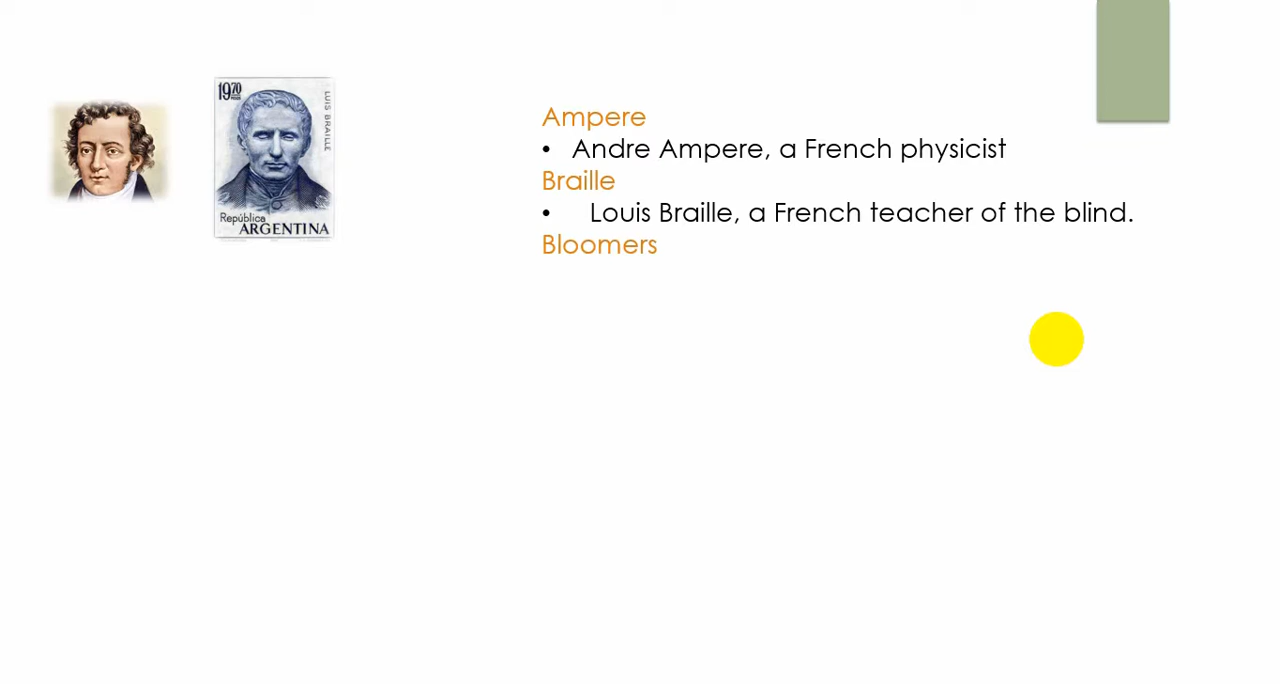 1970
LUIS BRAILLE
República
ARGENTINA
Ampere
• Andre Ampere, a French physicist
Braille
• Louis Braille, a French teacher of the blind.
Bloomers